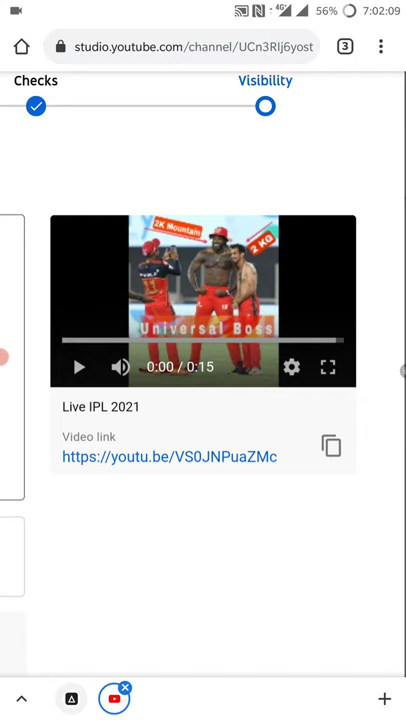 4G
56%
7:02:09
studio.youtube.com/channel/UCn3RIj6yost
3
Checks
Visibility
2K Mountain
2 KG
Universal Boss
0:00 / 0:15
Live IPL 2021
Video link
https://youtu.be/VS0JNPuaZMc